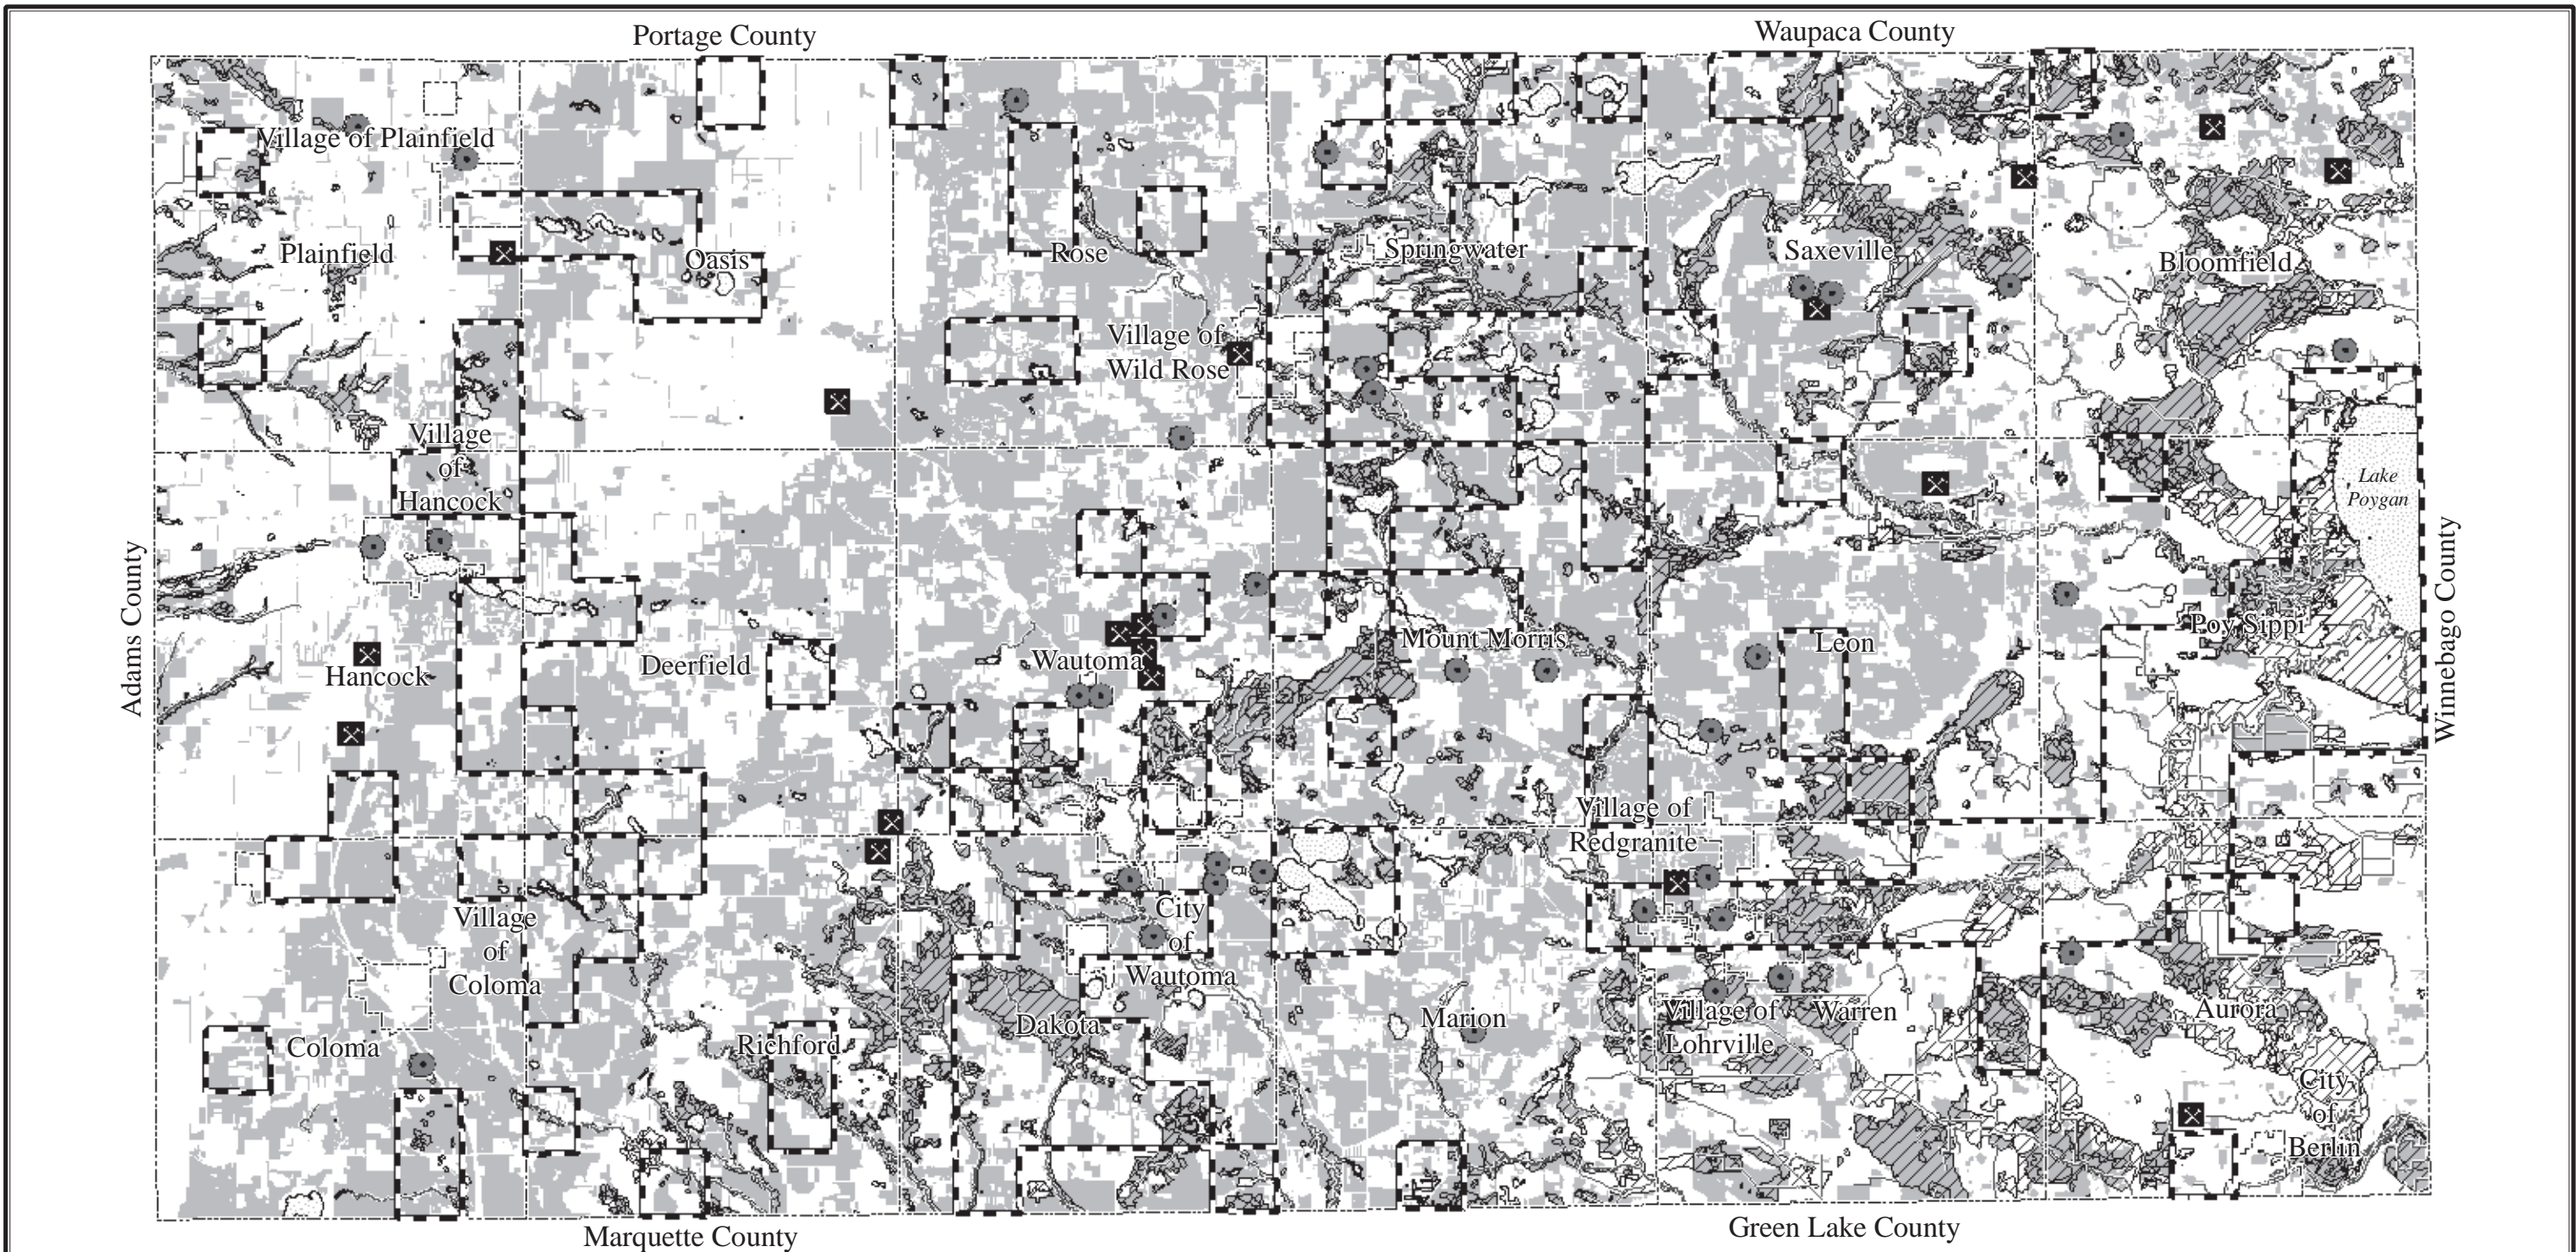 Portage County
Waupaca County
Village of Plainfield
Plainfield
Oasis
Rose
Springwater
Saxeville
Bloomfield
Village of
Wild Rose
Village
of
Hancock
Lake
Poygan
Adams County
Winnebago County
Hancock
Deerfield
Wautoma
Mount Morris
Leon
Poy Sippi
Village of
Redgranite
Village
of
Coloma
City
of
Wautoma
Coloma
Richford
Dakota
Marion
Village of
Lohrville
Warren
Aurora
City
of
Berlin
Marquette County
Green Lake County